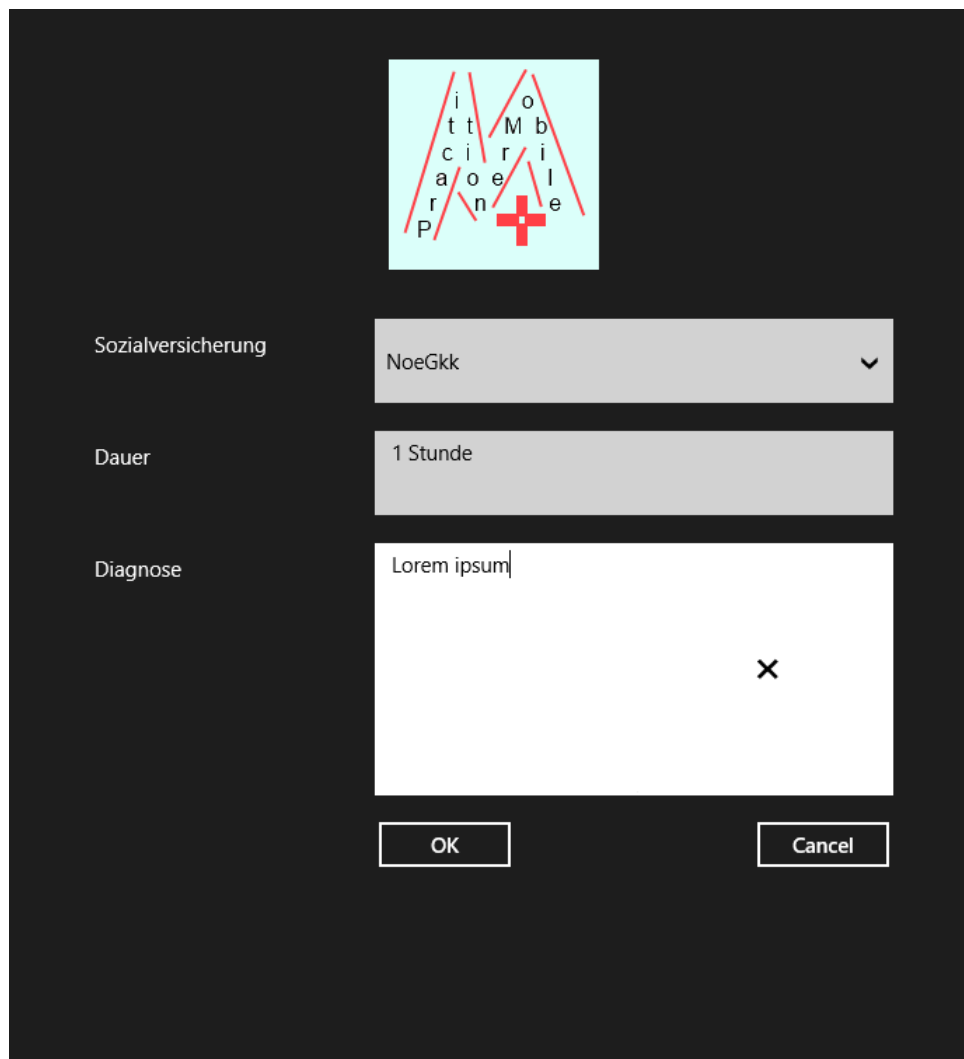 Practitioner Mobile
Sozialversicherung
NoeGkk
Dauer
1 Stunde
Diagnose
Lorem ipsum
OK
Cancel